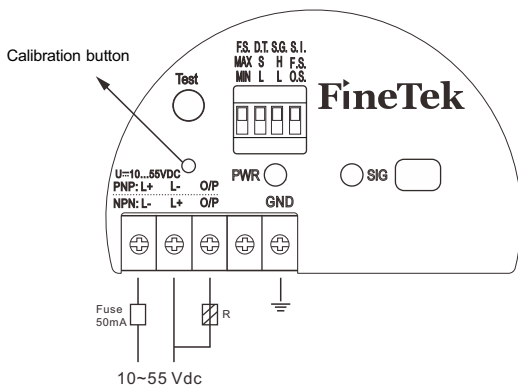 Calibration button
F.S. D.T. S.G. S.I.
MAX S H F.S.
MIN L L O.S.
Test
FineTek
U⎓10...55VDC
PNP: L+ L- O/P
NPN: L- L+ O/P
PWR
SIG
GND
Fuse
50mA
R
10~55 Vdc